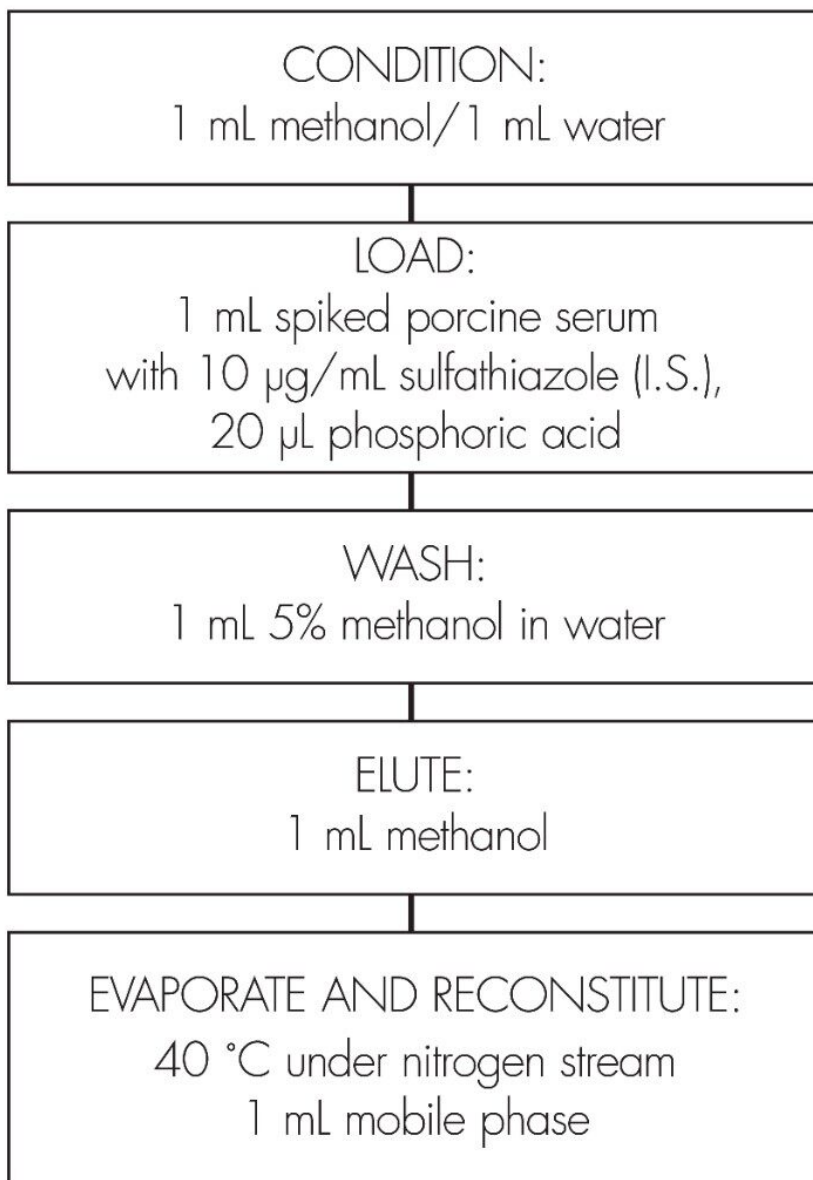 CONDITION:
1 mL methanol/1 mL water
LOAD:
1 mL spiked porcine serum
with 10 µg/mL sulfathiazole (I.S.),
20 µL phosphoric acid
WASH:
1 mL 5% methanol in water
ELUTE:
1 mL methanol
EVAPORATE AND RECONSTITUTE:
40 °C under nitrogen stream
1 mL mobile phase